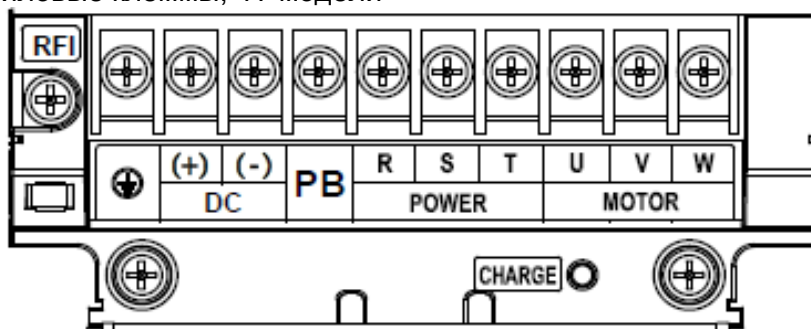 RFI
(+) (-) PB R S T U V W
DC POWER MOTOR
CHARGE